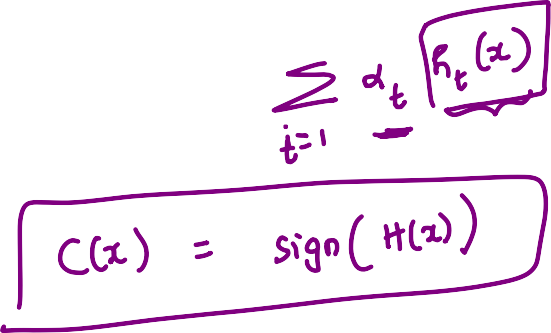 ∑ α_t h_t(x)
i=1
C(x) = sign(H(x))